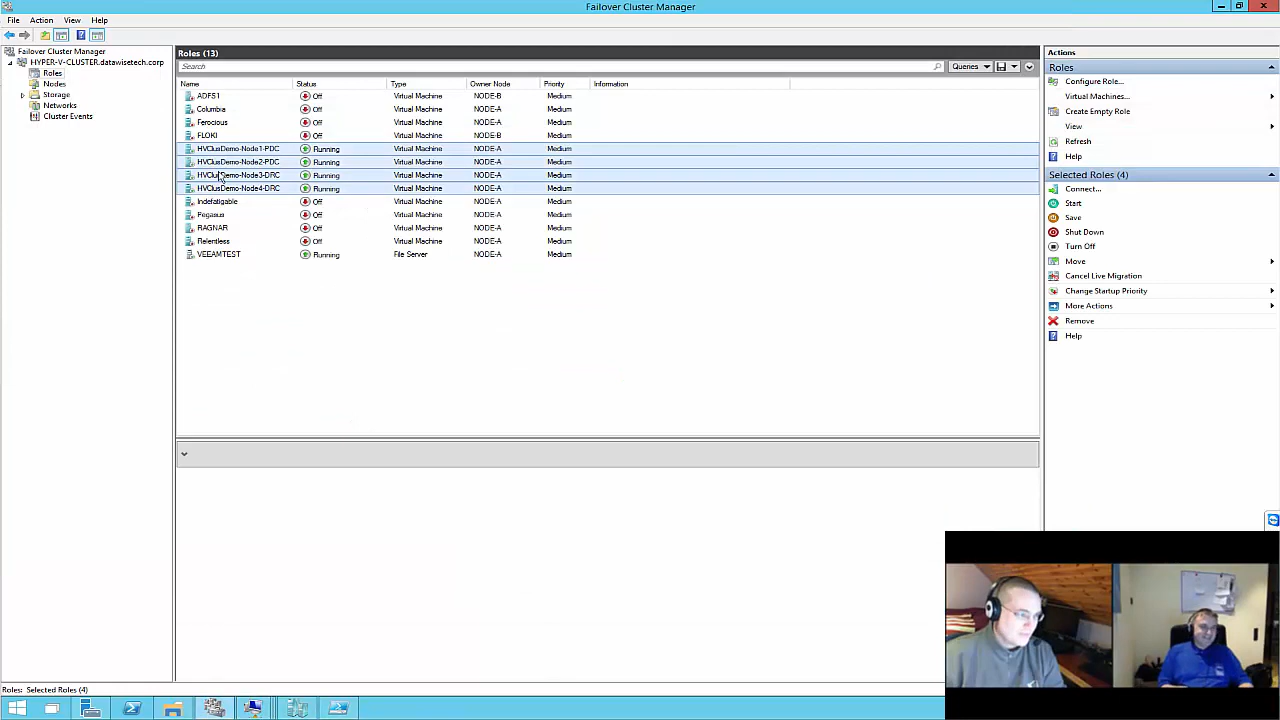 Failover Cluster Manager
File Action View Help
Failover Cluster Manager
HYPER-V-CLUSTER.datawisetech.corp
Roles
Nodes
Storage
Networks
Cluster Events
Roles (13)
Search
Queries
Name Status Type Owner Node Priority Information
ADFS1 Off Virtual Machine NODE-B Medium
Columbia Off Virtual Machine NODE-A Medium
Ferocious Off Virtual Machine NODE-A Medium
FLOKI Off Virtual Machine NODE-B Medium
HVClusDemo-Node1-PDC Running Virtual Machine NODE-A Medium
HVClusDemo-Node2-PDC Running Virtual Machine NODE-A Medium
HVClusDemo-Node3-DRC Running Virtual Machine NODE-A Medium
HVClusDemo-Node4-DRC Running Virtual Machine NODE-A Medium
Indefatigable Off Virtual Machine NODE-A Medium
Pegasus Off Virtual Machine NODE-A Medium
RAGNAR Off Virtual Machine NODE-A Medium
Relentless Off Virtual Machine NODE-A Medium
VEEAMTEST Running File Server NODE-A Medium
Actions
Roles
Configure Role...
Virtual Machines...
Create Empty Role
View
Refresh
Help
Selected Roles (4)
Connect...
Start
Save
Shut Down
Turn Off
Move
Cancel Live Migration
Change Startup Priority
More Actions
Remove
Help
Roles: Selected Roles (4)